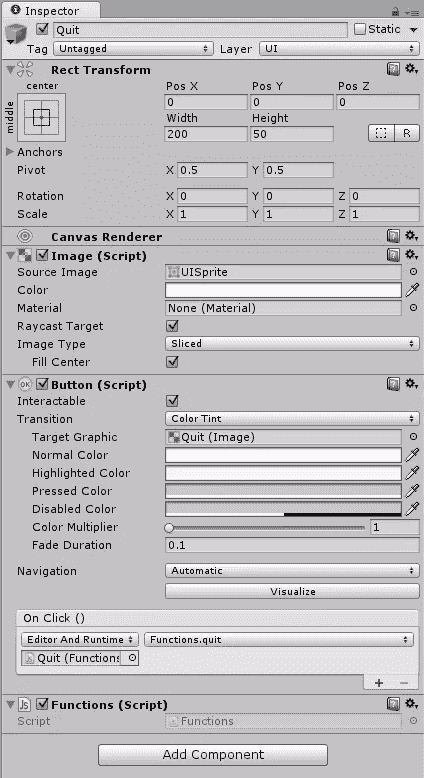 Inspector
Quit Static
Tag Untagged Layer UI
Rect Transform
center
middle
Pos X Pos Y Pos Z
0 0 0
Width Height
200 50
R
Anchors
Pivot X 0.5 Y 0.5
Rotation X 0 Y 0 Z 0
Scale X 1 Y 1 Z 1
Canvas Renderer
Image (Script)
Source Image UISprite
Color
Material None (Material)
Raycast Target
Image Type Sliced
Fill Center
OK Button (Script)
Interactable
Transition Color Tint
Target Graphic Quit (Image)
Normal Color
Highlighted Color
Pressed Color
Disabled Color
Color Multiplier 1
Fade Duration 0.1
Navigation Automatic
Visualize
On Click ()
Editor And Runtime Functions.quit
Quit (Functions
+ −
Js Functions (Script)
Script Functions
Add Component